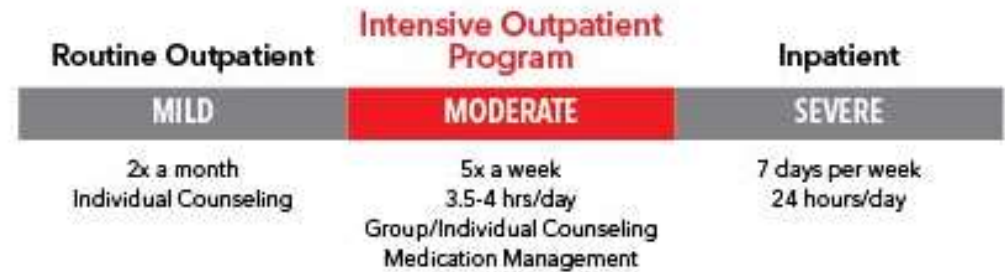 Routine Outpatient
MILD
2x a month
Individual Counseling
Intensive Outpatient
Program
MODERATE
5x a week
3.5-4 hrs/day
Group/Individual Counseling
Medication Management
Inpatient
SEVERE
7 days per week
24 hours/day